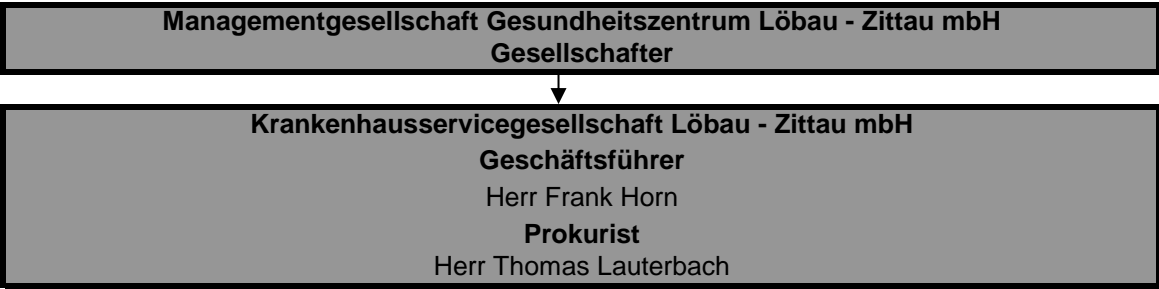 Managementgesellschaft Gesundheitszentrum Löbau - Zittau mbH
Gesellschafter
Krankenhausservicegesellschaft Löbau - Zittau mbH
Geschäftsführer
Herr Frank Horn
Prokurist
Herr Thomas Lauterbach